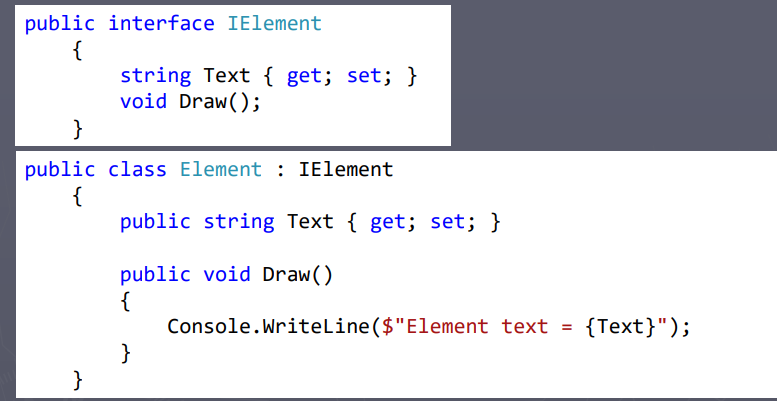 public interface IElement
{
string Text { get; set; }
void Draw();
}
public class Element : IElement
{
public string Text { get; set; }
public void Draw()
{
Console.WriteLine($"Element text = {Text}");
}
}